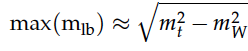 max(m_lb) ≈ √(m_t^2 − m_W^2)